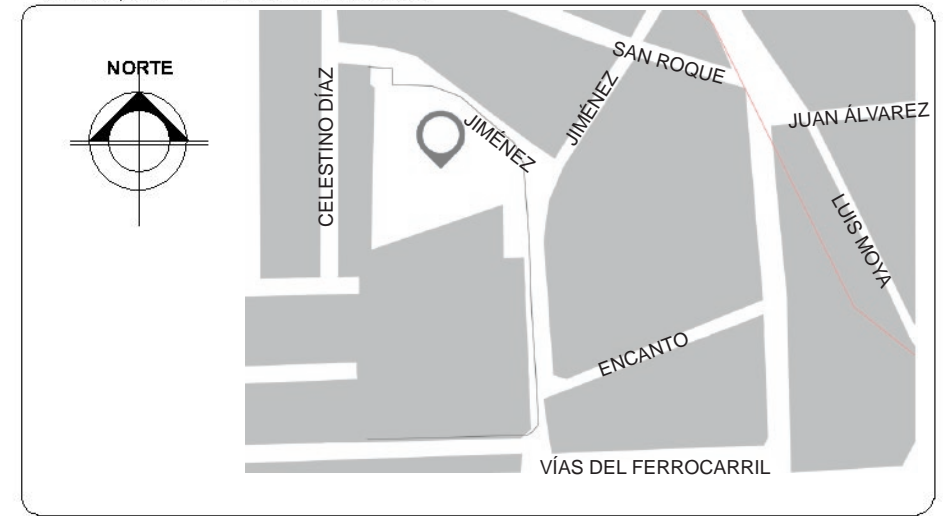 NORTE
SAN ROQUE
JIMÉNEZ
JIMÉNEZ
CELESTINO DÍAZ
JUAN ÁLVAREZ
LUIS MOYA
ENCANTO
VÍAS DEL FERROCARRIL